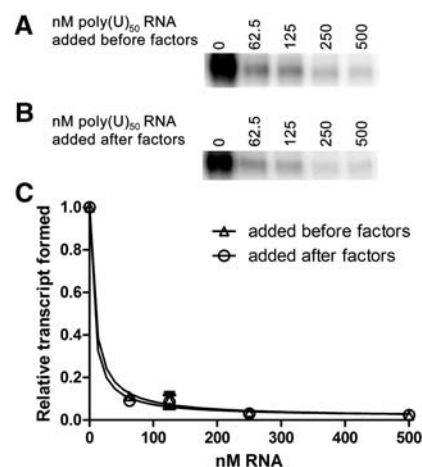 A
nM poly(U)50 RNA
added before factors
0 62.5 125 250 500
B
nM poly(U)50 RNA
added after factors
0 62.5 125 250 500
C
added before factors
added after factors
Relative transcript formed
1.0
0.8
0.6
0.4
0.2
0.0
0 100 200 300 400 500
nM RNA